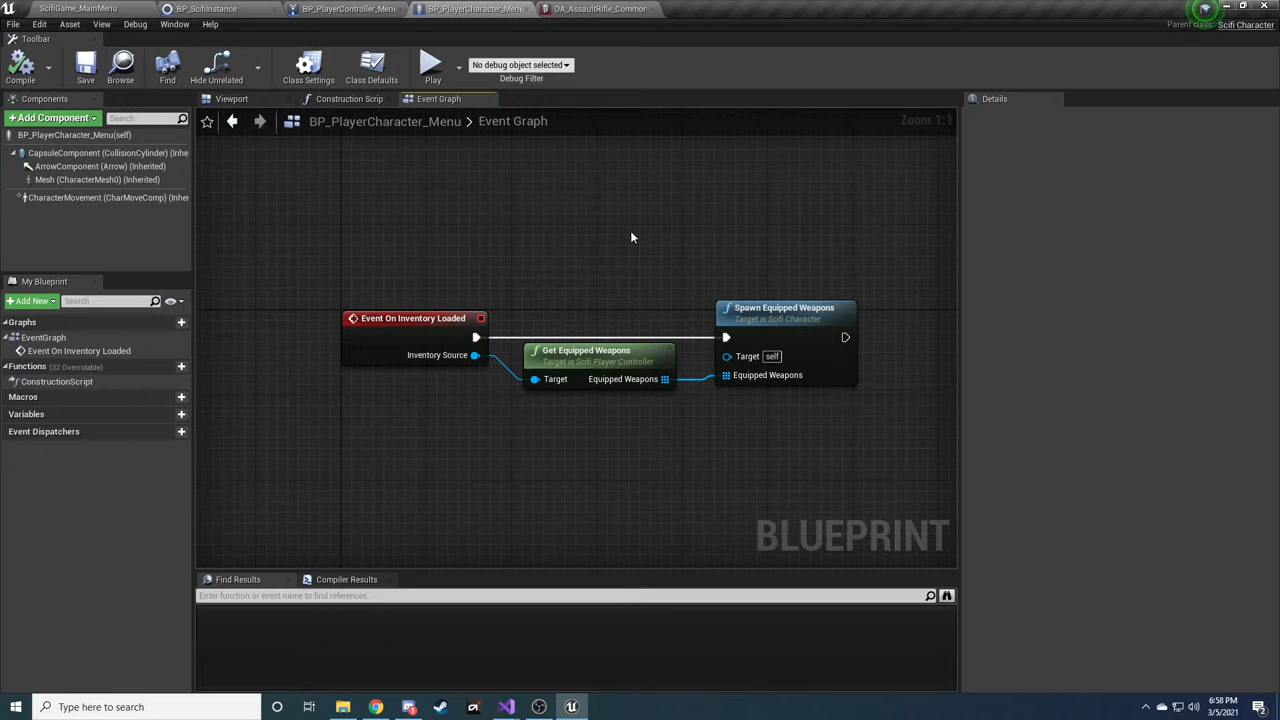 ScifiGame_MainMenu
BP_ScifiInstance
BP_PlayerController_Menu
BP_PlayerCharacter_Menu
DA_AssaultRifle_Common
File
Edit
Asset
View
Debug
Window
Help
Parent class:
Scifi Character
Toolbar
Compile
Save
Browse
Find
Hide Unrelated
Class Settings
Class Defaults
Play
No debug object selected
Debug Filter
Components
+ Add Component
Search
BP_PlayerCharacter_Menu(self)
CapsuleComponent (CollisionCylinder) (Inhe
ArrowComponent (Arrow) (Inherited)
Mesh (CharacterMesh0) (Inherited)
CharacterMovement (CharMoveComp) (Inher
My Blueprint
+ Add New
Search
Graphs
EventGraph
Event On Inventory Loaded
Functions (32 Overridable)
ConstructionScript
Macros
Variables
Event Dispatchers
Viewport
Construction Scrip
Event Graph
BP_PlayerCharacter_Menu > Event Graph
Zoom 1:1
Event On Inventory Loaded
Inventory Source
Get Equipped Weapons
Target is Scifi Player Controller
Target
Equipped Weapons
Spawn Equipped Weapons
Target is Scifi Character
Target self
Equipped Weapons
BLUEPRINT
Details
Find Results
Compiler Results
Enter function or event name to find references...
Type here to search
6:58 PM
3/5/2021